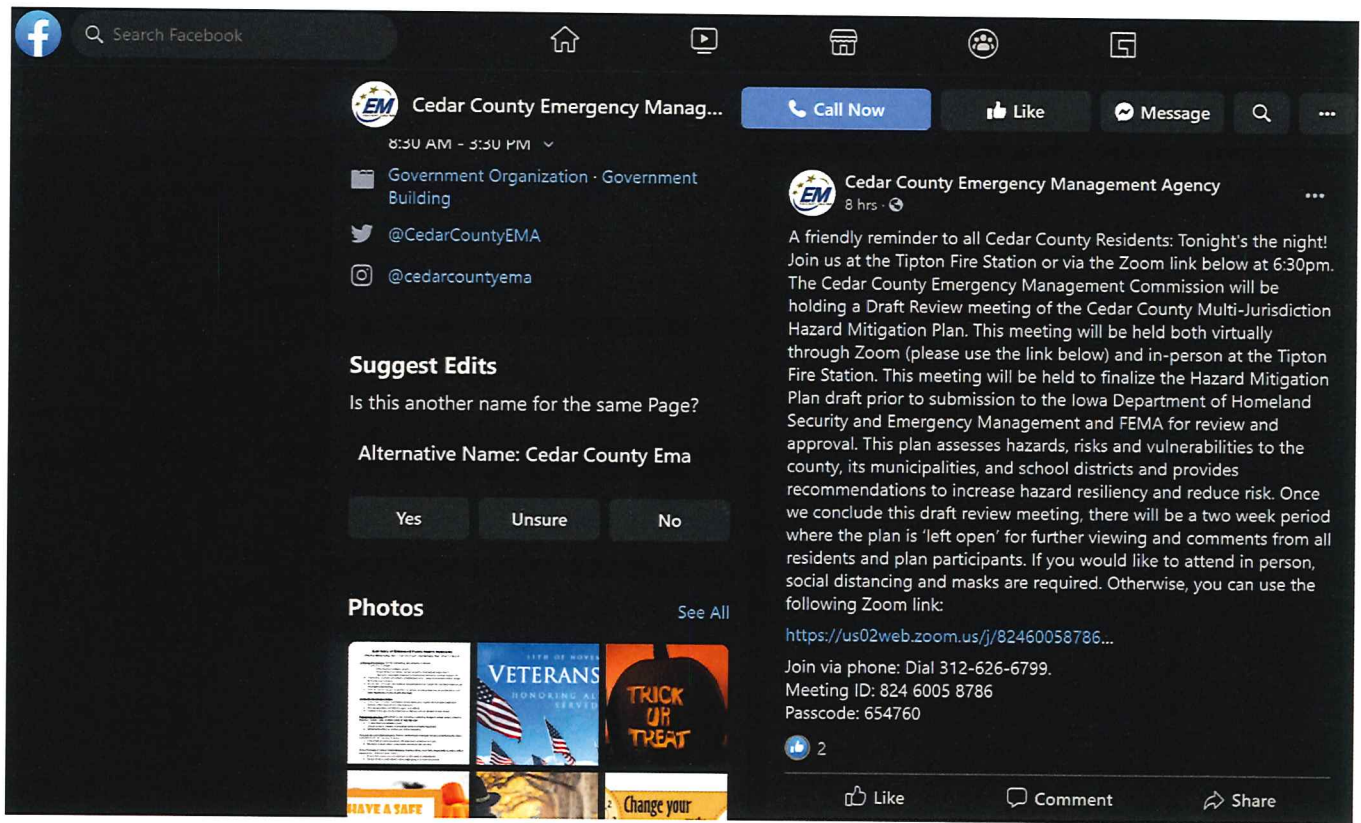 Search Facebook
EM Cedar County Emergency Manag...
Call Now
Like
Message
8:30 AM - 3:30 PM
Government Organization · Government
Building
@CedarCountyEMA
@cedarcountyema
Suggest Edits
Is this another name for the same Page?
Alternative Name: Cedar County Ema
Yes
Unsure
No
Photos
See All
VETERANS
HONORING ALL
TRICK
OR
TREAT
HAVE A SAFE
Change your
EM Cedar County Emergency Management Agency
8 hrs ·
A friendly reminder to all Cedar County Residents: Tonight's the night!
Join us at the Tipton Fire Station or via the Zoom link below at 6:30pm.
The Cedar County Emergency Management Commission will be
holding a Draft Review meeting of the Cedar County Multi-Jurisdiction
Hazard Mitigation Plan. This meeting will be held both virtually
through Zoom (please use the link below) and in-person at the Tipton
Fire Station. This meeting will be held to finalize the Hazard Mitigation
Plan draft prior to submission to the Iowa Department of Homeland
Security and Emergency Management and FEMA for review and
approval. This plan assesses hazards, risks and vulnerabilities to the
county, its municipalities, and school districts and provides
recommendations to increase hazard resiliency and reduce risk. Once
we conclude this draft review meeting, there will be a two week period
where the plan is 'left open' for further viewing and comments from all
residents and plan participants. If you would like to attend in person,
social distancing and masks are required. Otherwise, you can use the
following Zoom link:
https://us02web.zoom.us/j/82460058786...
Join via phone: Dial 312-626-6799.
Meeting ID: 824 6005 8786
Passcode: 654760
2
Like
Comment
Share